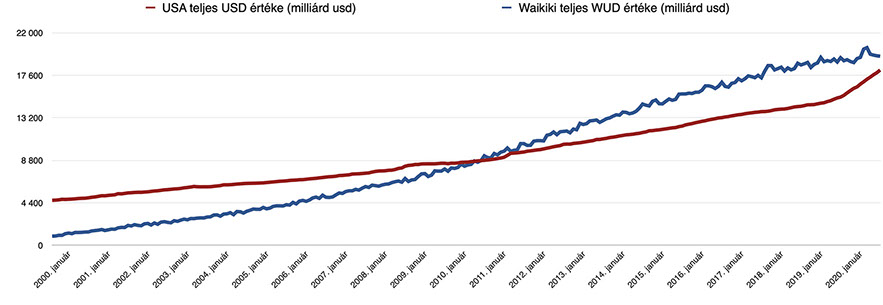 USA teljes USD értéke (milliárd usd)
Waikiki teljes WUD értéke (milliárd usd)
22 000
17 600
13 200
8 800
4 400
0
2000. január
2001. január
2002. január
2003. január
2004. január
2005. január
2006. január
2007. január
2008. január
2009. január
2010. január
2011. január
2012. január
2013. január
2014. január
2015. január
2016. január
2017. január
2018. január
2019. január
2020. január